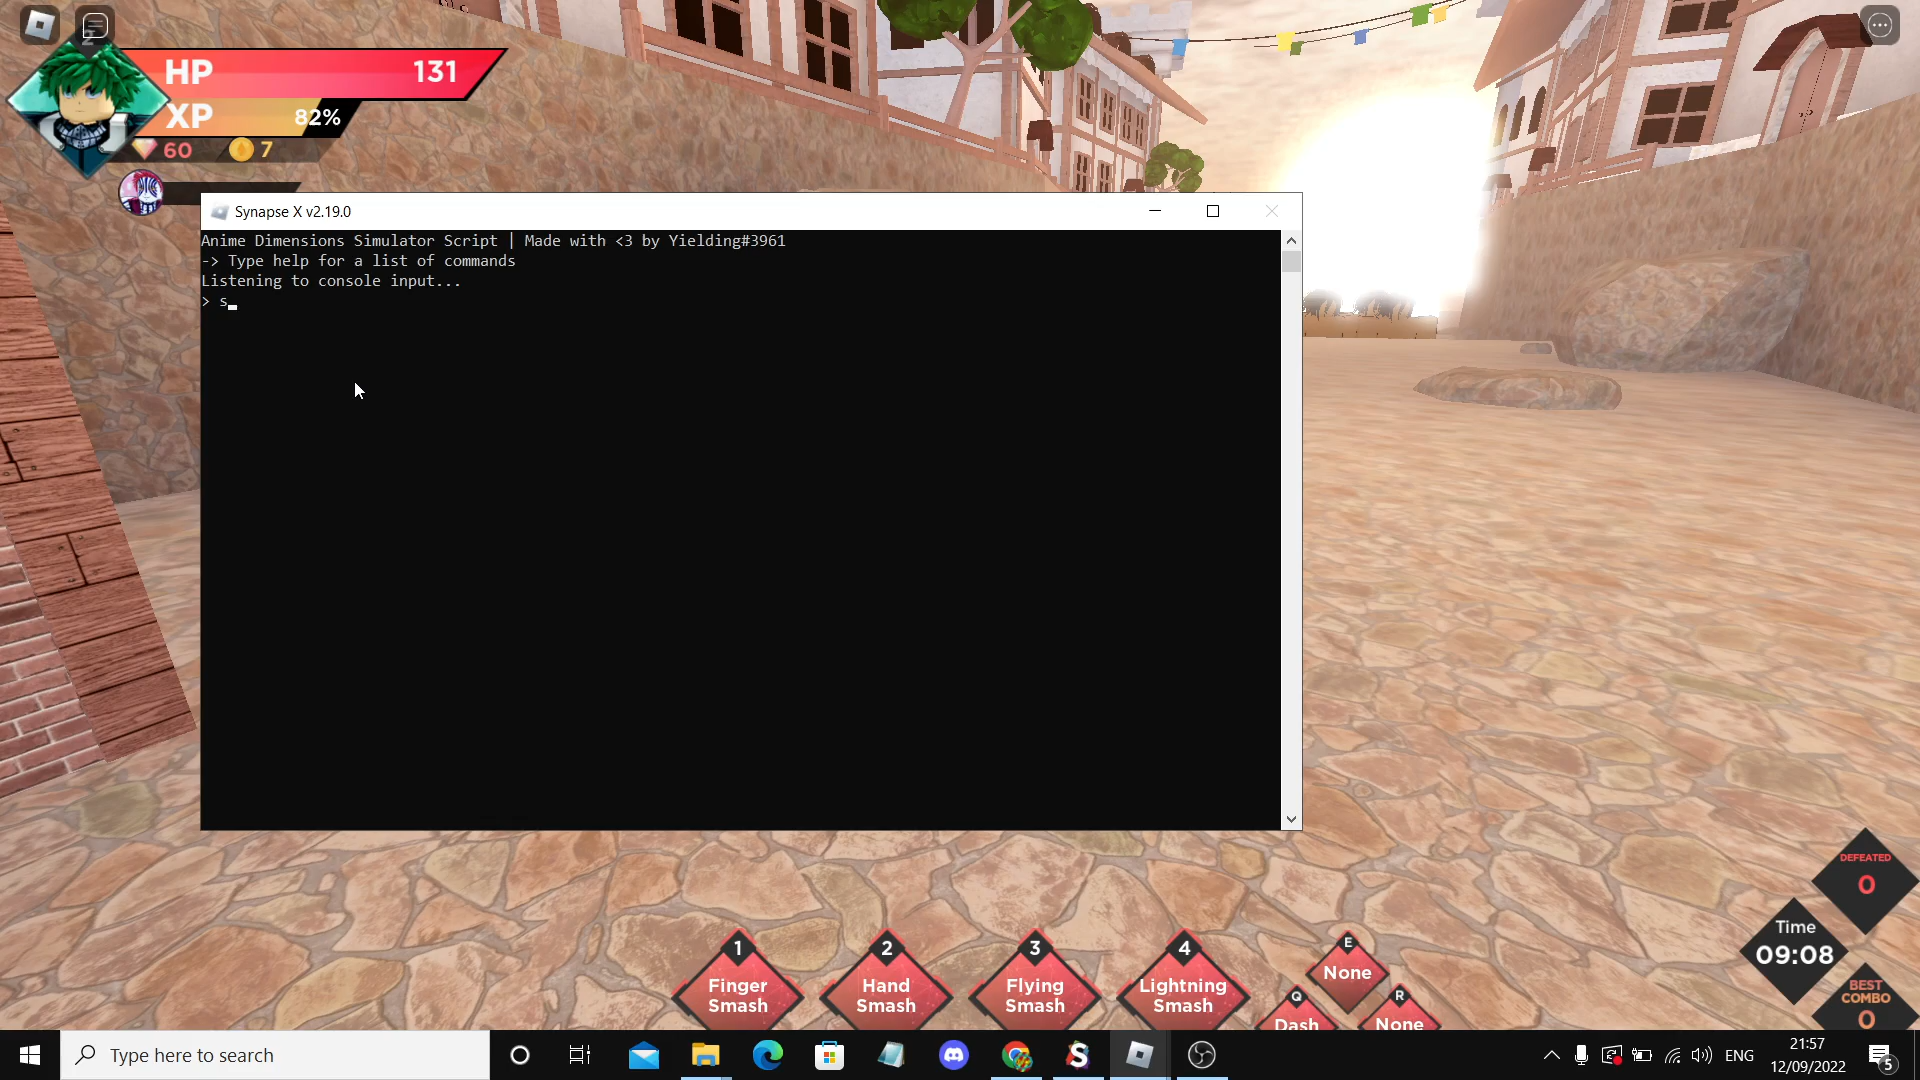 HP 131
XP 82%
60 7
Synapse X v2.19.0
Anime Dimensions Simulator Script | Made with <3 by Yielding#3961
-> Type help for a list of commands
Listening to console input...
> s_
DEFEATED
0
Time
09:08
BEST
COMBO
0
1
Finger
Smash
2
Hand
Smash
3
Flying
Smash
4
Lightning
Smash
E
None
Q
Dash
R
None
Type here to search
ENG
21:57
12/09/2022
5